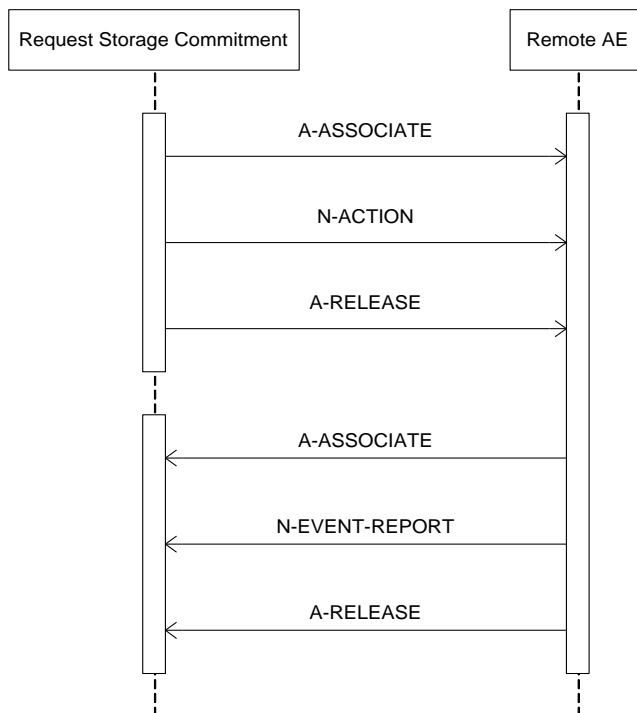 Request Storage Commitment
Remote AE
A-ASSOCIATE
N-ACTION
A-RELEASE
A-ASSOCIATE
N-EVENT-REPORT
A-RELEASE